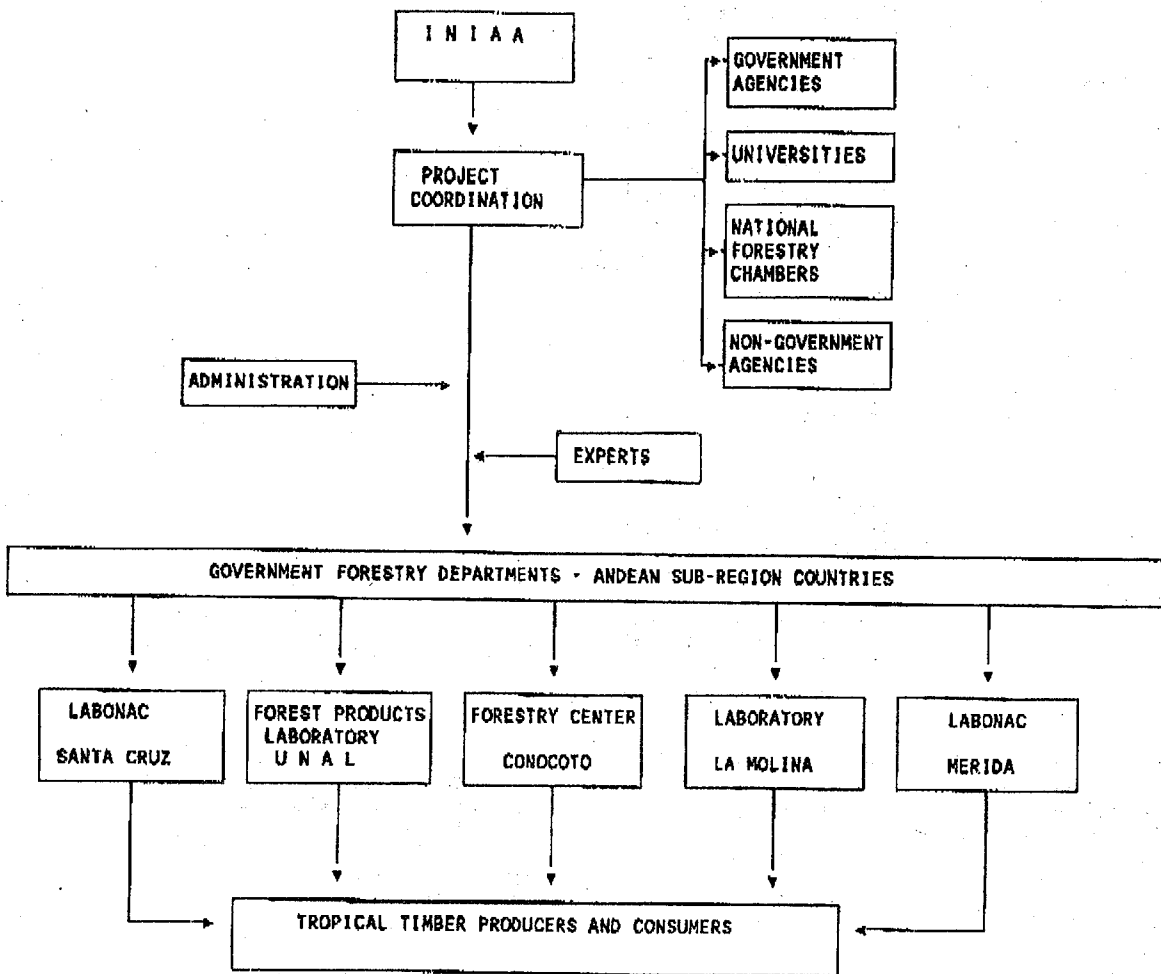 I N I A A
GOVERNMENT
AGENCIES
UNIVERSITIES
PROJECT
COORDINATION
NATIONAL
FORESTRY
CHAMBERS
NON-GOVERNMENT
AGENCIES
ADMINISTRATION
EXPERTS
GOVERNMENT FORESTRY DEPARTMENTS - ANDEAN SUB-REGION COUNTRIES
LABONAC
SANTA CRUZ
FOREST PRODUCTS
LABORATORY
U N A L
FORESTRY CENTER
CONOCOTO
LABORATORY
LA MOLINA
LABONAC
MERIDA
TROPICAL TIMBER PRODUCERS AND CONSUMERS